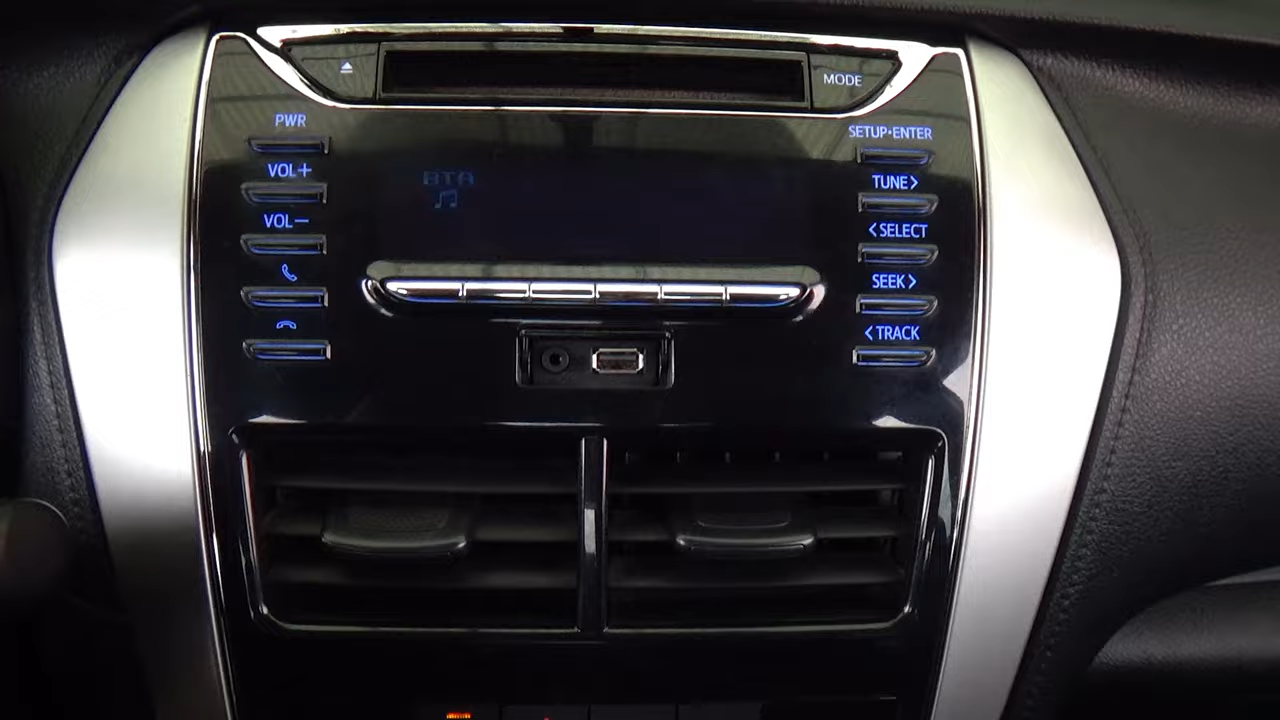 MODE
PWR
SETUP•ENTER
VOL+
TUNE>
BTA
VOL-
<SELECT
SEEK>
<TRACK